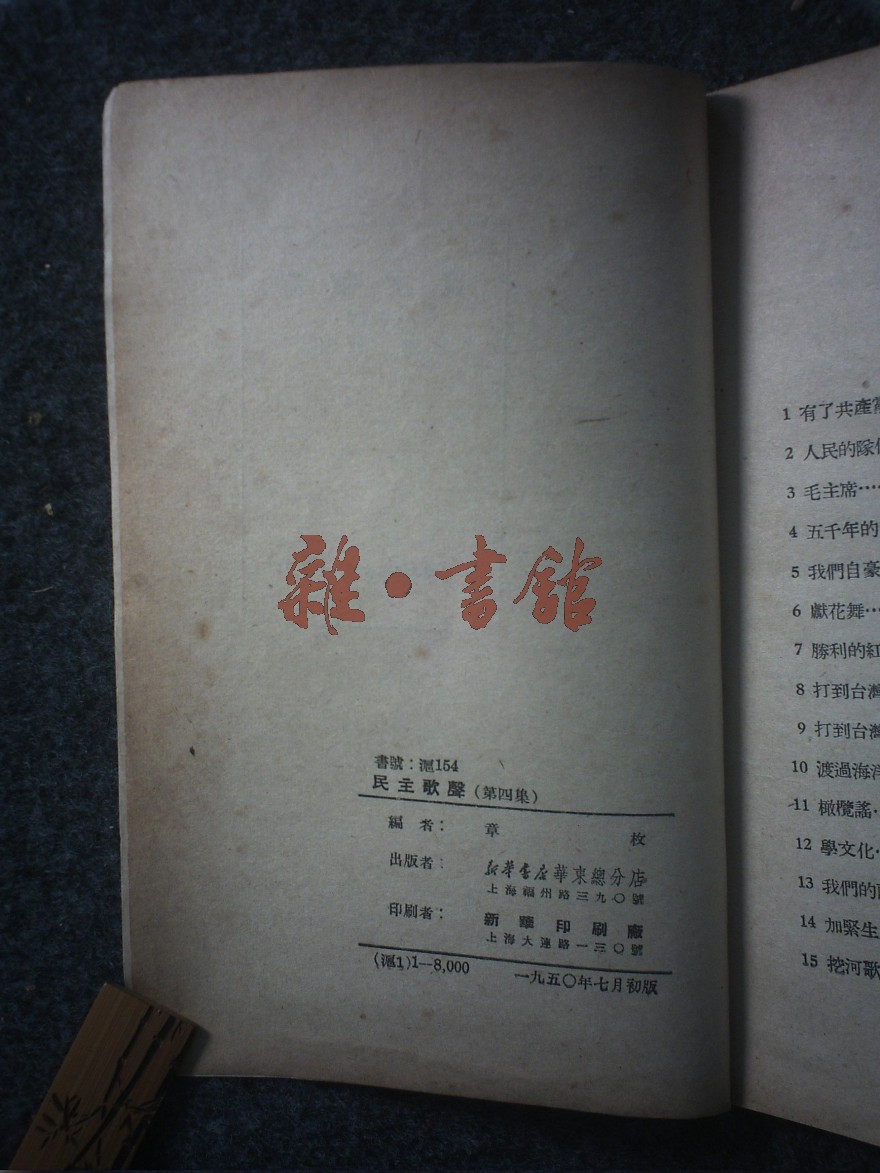 雜·書館
書號：滬154
民主歌聲（第四集）
編者： 章枚
出版者： 新華書店華東總分店
上海福州路三九〇號
印刷者： 新華印刷廠
上海大連路一三〇號
（滬1）1—8,000 一九五〇年七月初版
1 有了共產黨
2 人民的隊伍
3 毛主席……
4 五千年的
5 我們自豪
6 獻花舞……
7 勝利的紅
8 打到台灣
9 打到台灣
10 渡過海洋
11 橄欖謠
12 學文化
13 我們的
14 加緊生
15 挖河歌